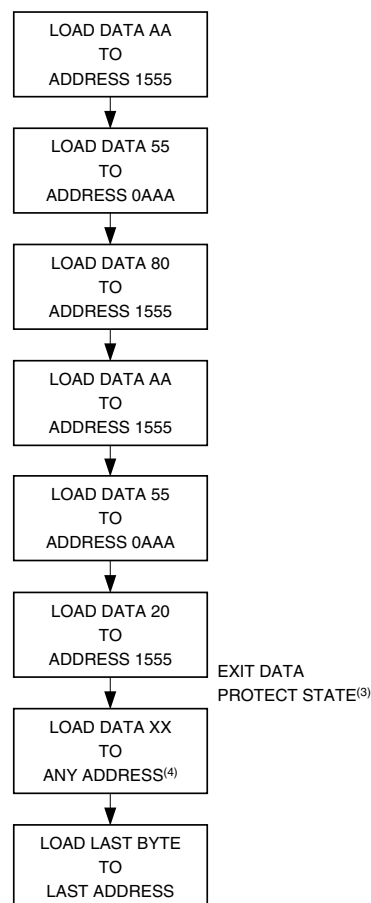 LOAD DATA AA
TO
ADDRESS 1555
LOAD DATA 55
TO
ADDRESS 0AAA
LOAD DATA 80
TO
ADDRESS 1555
LOAD DATA AA
TO
ADDRESS 1555
LOAD DATA 55
TO
ADDRESS 0AAA
LOAD DATA 20
TO
ADDRESS 1555
EXIT DATA
PROTECT STATE(3)
LOAD DATA XX
TO
ANY ADDRESS(4)
LOAD LAST BYTE
TO
LAST ADDRESS